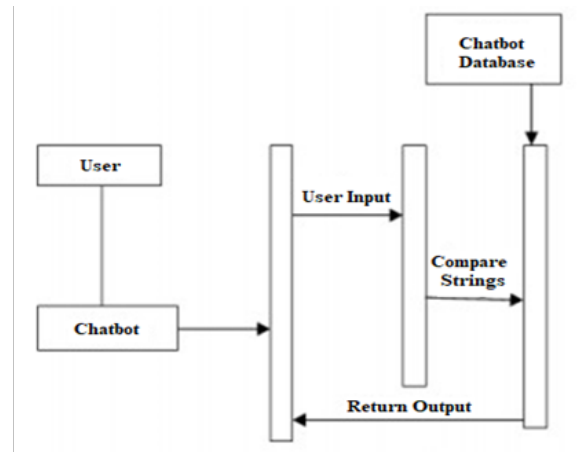 Chatbot
Database
User
User Input
Compare
Strings
Chatbot
Return Output